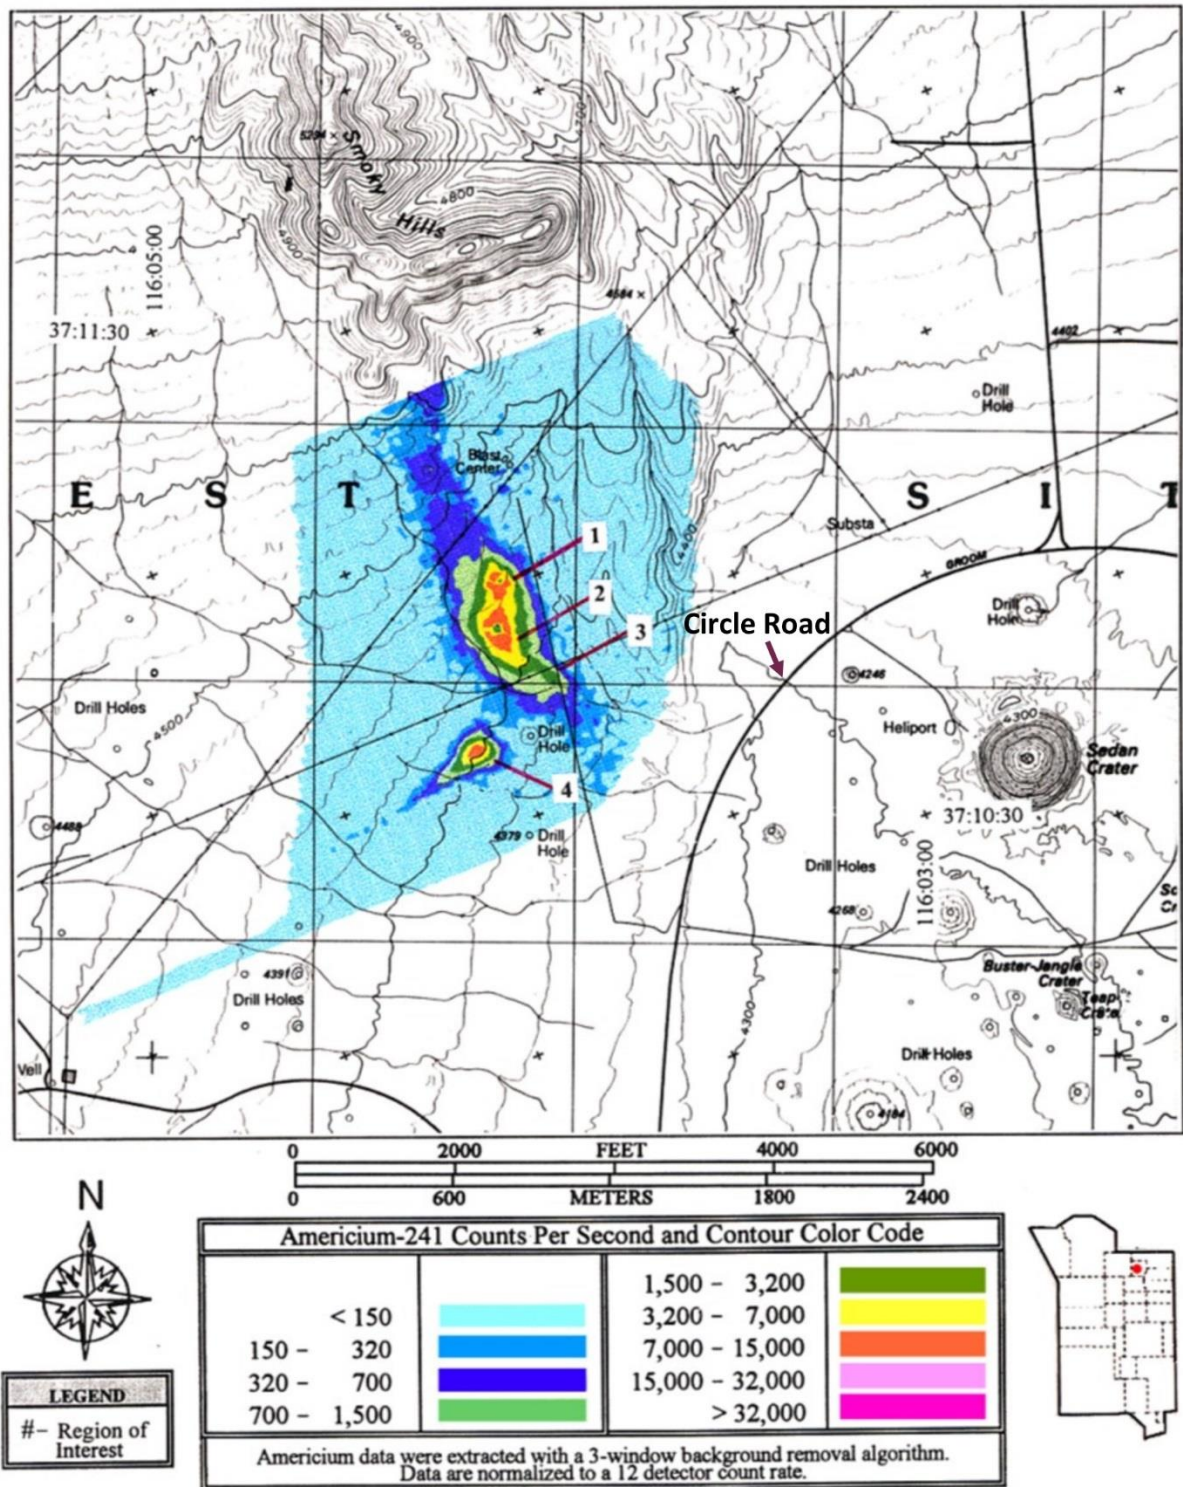 4900
4700
5294
Smoky
Hills
4800
4900
116:05:00
37:11:30
4584
4402
Drill
Hole
Blast
Center
E S T S I T
Substa
4400
GROOM
1
2
3
4
Circle Road
Drill
Hole
4246
Drill Holes
4500
Heliport
4300
Sedan
Crater
Drill
Hole
37:10:30
4488
4379
Drill
Hole
Drill Holes
116:03:00
4268
4391
Drill Holes
Buster-Jangle
Crater
4300
Drill Holes
Vell
4184
0 2000 FEET 4000 6000
0 600 METERS 1800 2400
N
LEGEND
#– Region of
Interest
Americium-241 Counts Per Second and Contour Color Code
< 150
150 – 320
320 – 700
700 – 1,500
1,500 – 3,200
3,200 – 7,000
7,000 – 15,000
15,000 – 32,000
> 32,000
Americium data were extracted with a 3-window background removal algorithm.
Data are normalized to a 12 detector count rate.